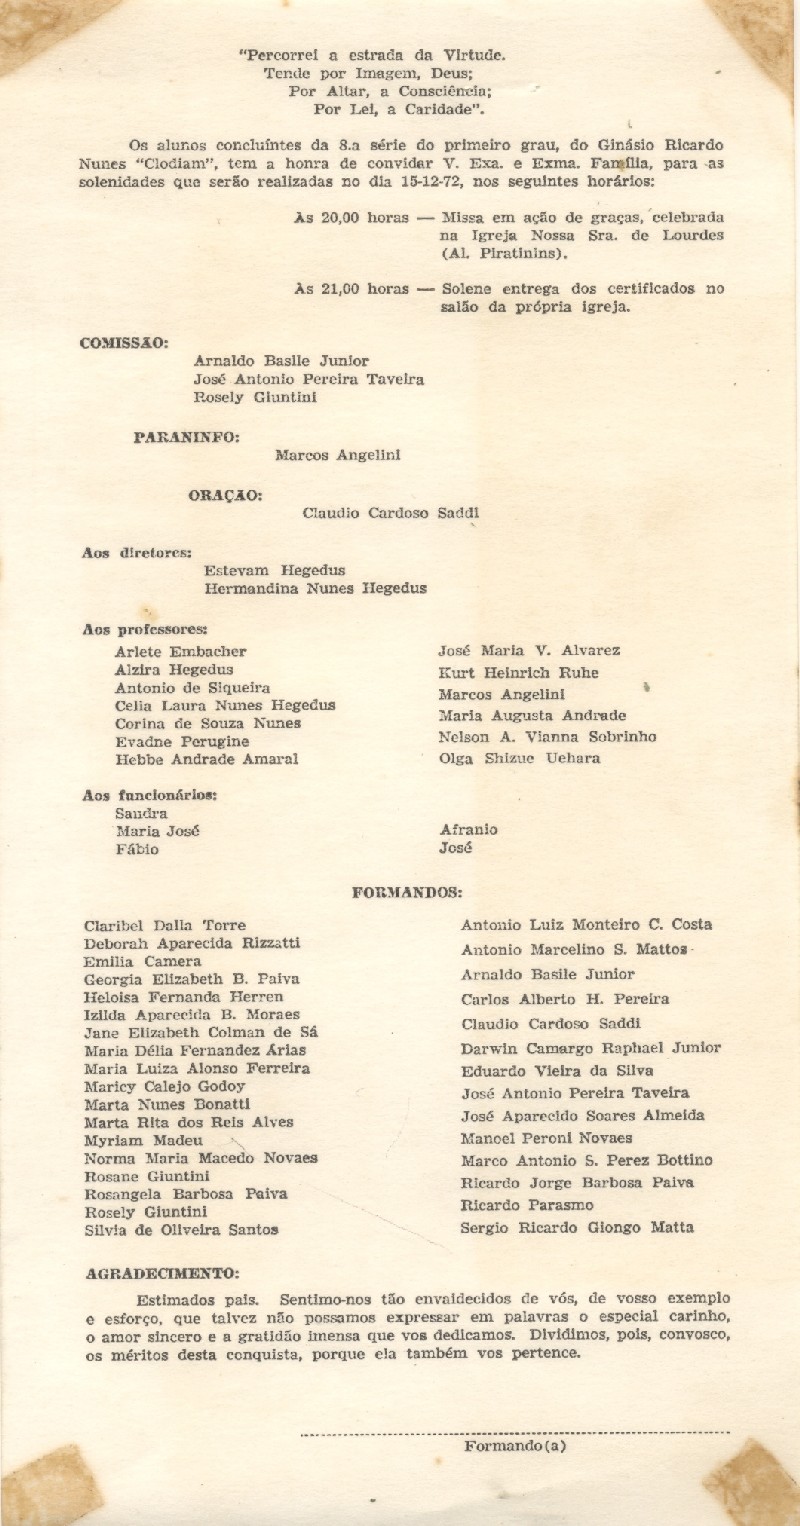 "Percorrei a estrada da Virtude.
Tende por Imagem, Deus;
Por Altar, a Consciência;
Por Lei, a Caridade".
Os alunos concluíntes da 8.a série do primeiro grau, do Ginásio Ricardo
Nunes "Clodiam", tem a honra de convidar V. Exa. e Exma. Família, para as
solenidades que serão realizadas no dia 15-12-72, nos seguintes horários:
Às 20,00 horas — Missa em ação de graças, celebrada
na Igreja Nossa Sra. de Lourdes
(Al. Piratinins).
Às 21,00 horas — Solene entrega dos certificados no
salão da própria igreja.
COMISSÃO:
Arnaldo Basile Junior
José Antonio Pereira Taveira
Rosely Giuntini
PARANINFO:
Marcos Angelini
ORAÇÃO:
Claudio Cardoso Saddi
Aos diretores:
Estevam Hegedus
Hermandina Nunes Hegedus
Aos professores:
Arlete Embacher
Alzira Hegedus
Antonio de Siqueira
Celia Laura Nunes Hegedus
Corina de Souza Nunes
Evadne Perugine
Hebbe Andrade Amaral
José Maria V. Alvarez
Kurt Heinrich Ruhe
Marcos Angelini
Maria Augusta Andrade
Nelson A. Vianna Sobrinho
Olga Shizue Uehara
Aos funcionários:
Sandra
Maria José
Fábio
Afranio
José
FORMANDOS:
Claribel Dalla Torre
Deborah Aparecida Rizzatti
Emilia Camera
Georgia Elizabeth B. Paiva
Heloisa Fernanda Herren
Izilda Aparecida B. Moraes
Jane Elizabeth Colman de Sá
Maria Délia Fernandez Árias
Maria Luiza Alonso Ferreira
Maricy Calejo Godoy
Marta Nunes Bonatti
Marta Rita dos Reis Alves
Myriam Madeu
Norma Maria Macedo Novaes
Rosane Giuntini
Rosangela Barbosa Paiva
Rosely Giuntini
Silvia de Oliveira Santos
Antonio Luiz Monteiro C. Costa
Antonio Marcelino S. Mattos
Arnaldo Basile Junior
Carlos Alberto H. Pereira
Claudio Cardoso Saddi
Darwin Camargo Raphael Junior
Eduardo Vieira da Silva
José Antonio Pereira Taveira
José Aparecido Soares Almeida
Manoel Peroni Novaes
Marco Antonio S. Perez Bottino
Ricardo Jorge Barbosa Paiva
Ricardo Parasmo
Sergio Ricardo Giongo Matta
AGRADECIMENTO:
Estimados pais. Sentimo-nos tão envaidecidos de vós, de vosso exemplo
e esforço, que talvez não possamos expressar em palavras o especial carinho,
o amor sincero e a gratidão imensa que vos dedicamos. Dividimos, pois, convosco,
os méritos desta conquista, porque ela também vos pertence.
Formando(a)